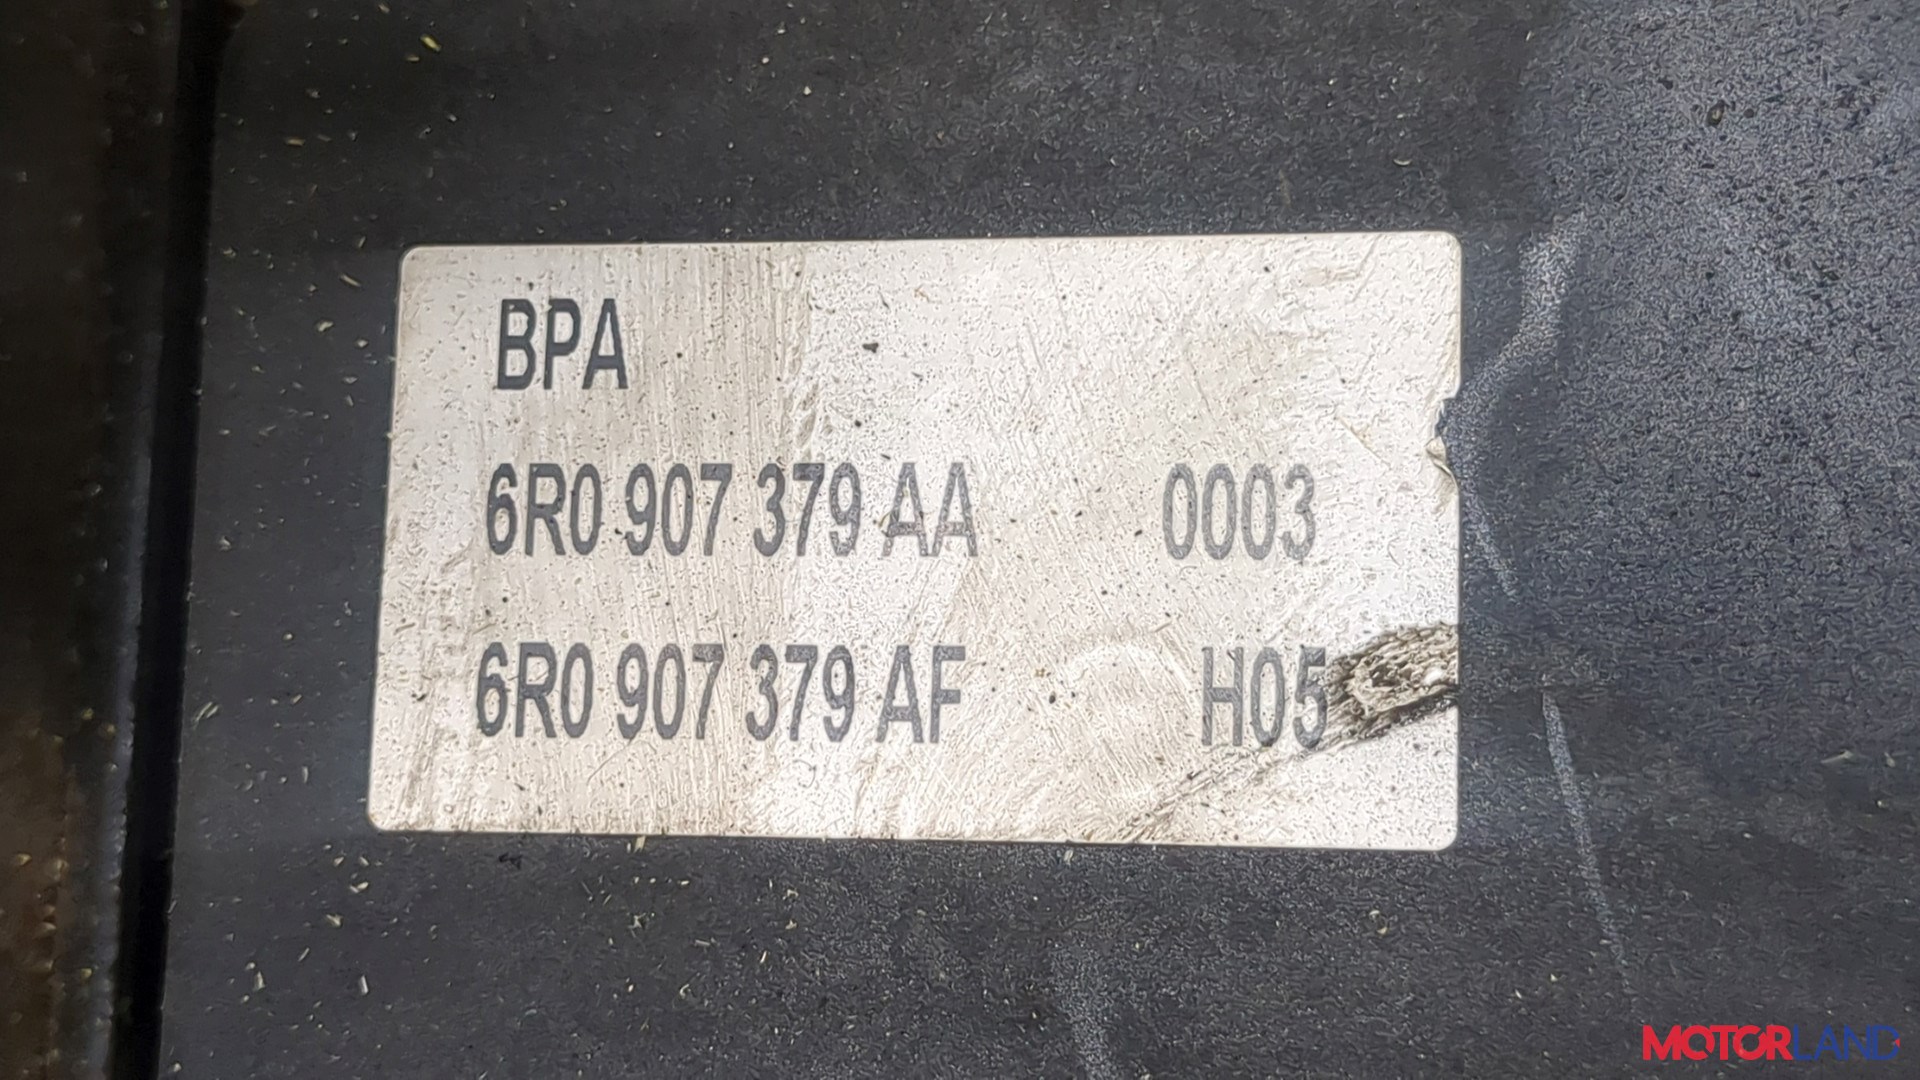 BPA
6R0 907 379 AA 0003
6R0 907 379 AF H05
MOTORLAND